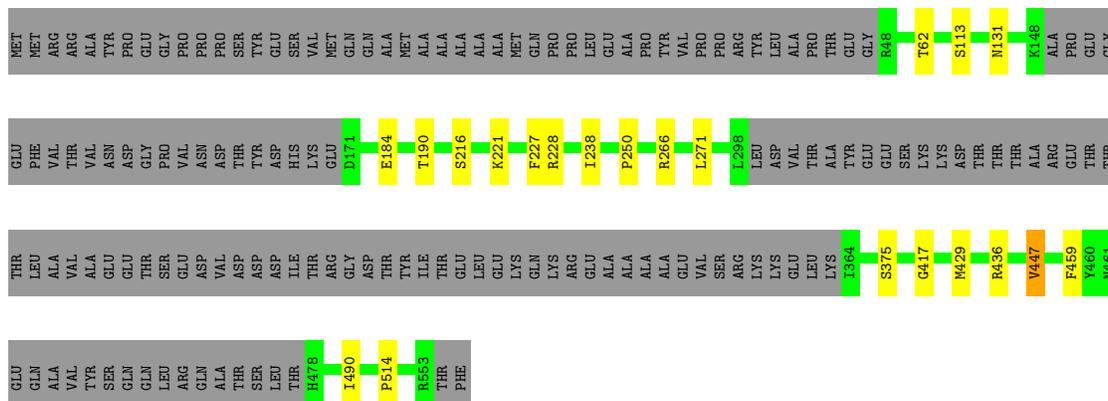 MET MET ARG ARG ALA TYR PRO GLU GLY PRO PRO PRO SER TYR GLU SER VAL MET GLN GLN ALA MET ALA ALA ALA ALA ALA MET GLN PRO PRO LEU GLU ALA PRO TYR VAL PRO PRO ARG TYR LEU ALA PRO THR GLU GLY R48 T62 S113 N131 K148 ALA PRO GLU GLY
GLU PHE VAL THR VAL ASN ASP GLY PRO VAL ASN ASP THR TYR ASP HIS LYS GLU D171 E184 T190 S216 K221 F227 R228 I238 P250 R266 L271 L298 LEU ASP VAL THR ALA TYR GLU GLU SER LYS LYS ASP THR THR THR ALA ARG GLU THR THR
THR LEU ALA VAL ALA GLU GLU THR SER GLU ASP VAL ASP ASP ASP ILE THR ARG GLY ASP THR TYR ILE THR GLU LEU GLU LYS GLN LYS ARG GLU ALA ALA ALA ALA GLU VAL SER ARG LYS LYS GLU LEU LYS I364 S375 G417 M429 R436 V447 F459 Y460 N461
GLU GLN ALA VAL TYR SER GLN GLN LEU ARG GLN ALA THR SER LEU THR H478 I490 P514 R553 THR PHE